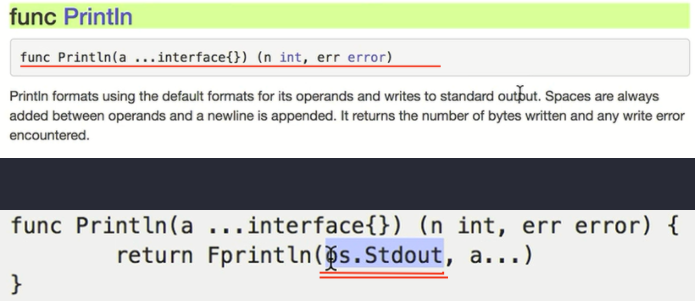 func Println
func Println(a ...interface{}) (n int, err error)
Println formats using the default formats for its operands and writes to standard output. Spaces are always
added between operands and a newline is appended. It returns the number of bytes written and any write error
encountered.
func Println(a ...interface{}) (n int, err error) {
return Fprintln(os.Stdout, a...)
}